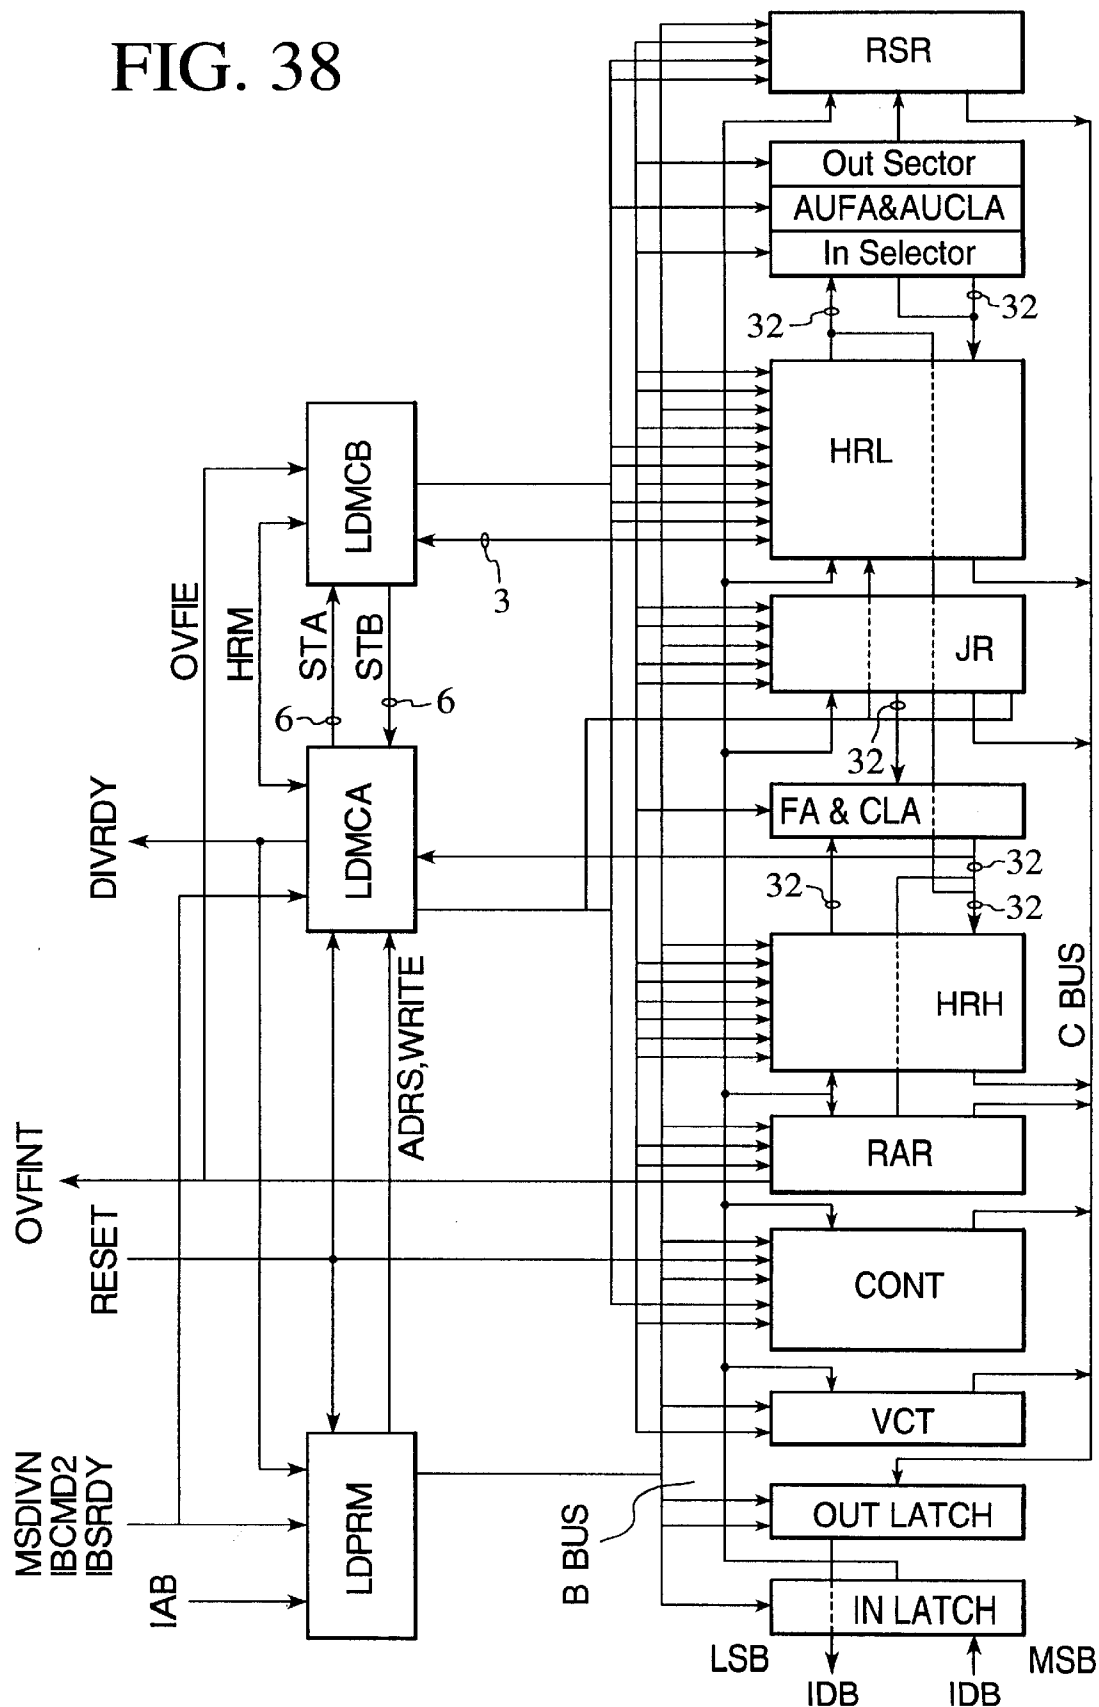 FIG. 38
RSR
Out Sector
AUFA&AUCLA
In Selector
32
32
HRL
LDMCB
3
OVFIE
HRM
STA
STB
6
6
JR
32
DIVRDY
LDMCA
FA & CLA
32
32
32
HRH
C BUS
ADRS,WRITE
RAR
OVFINT
RESET
CONT
VCT
MSDIVN
IBCMD2
IBSRDY
IAB
LDPRM
B BUS
OUT LATCH
IN LATCH
LSB
MSB
IDB
IDB